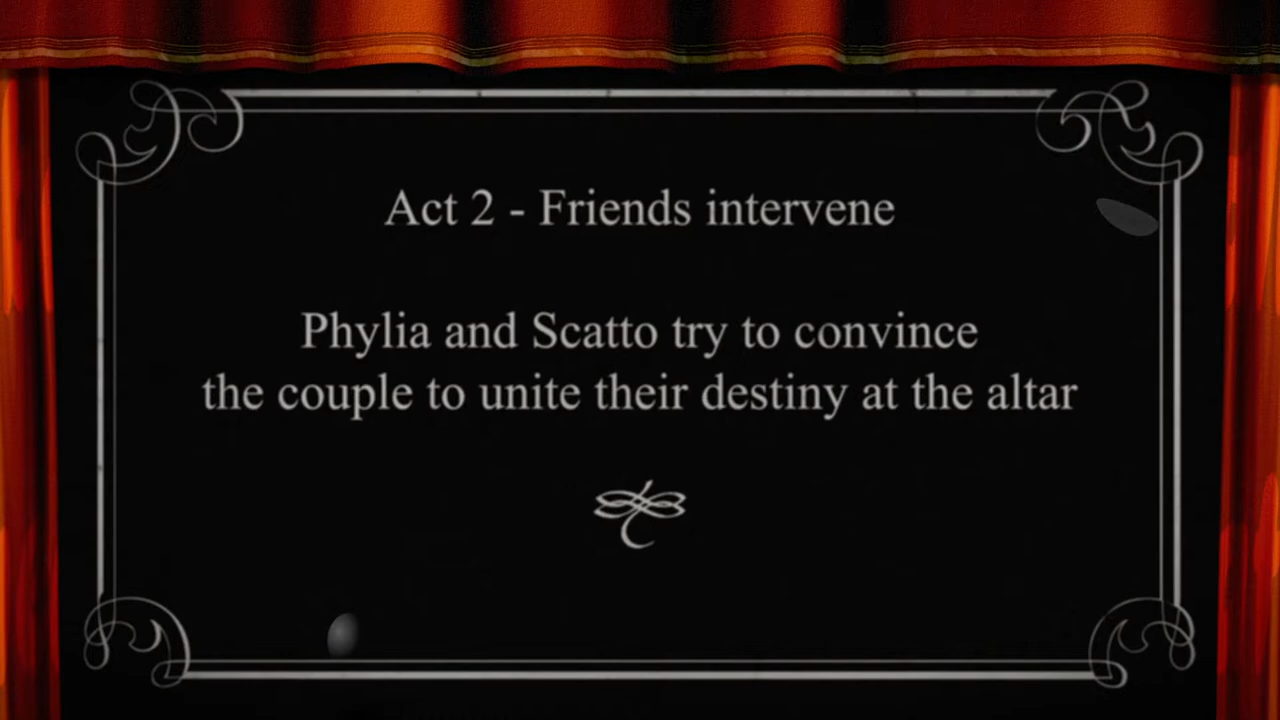 Act 2 - Friends intervene
Phylia and Scatto try to convince
the couple to unite their destiny at the altar